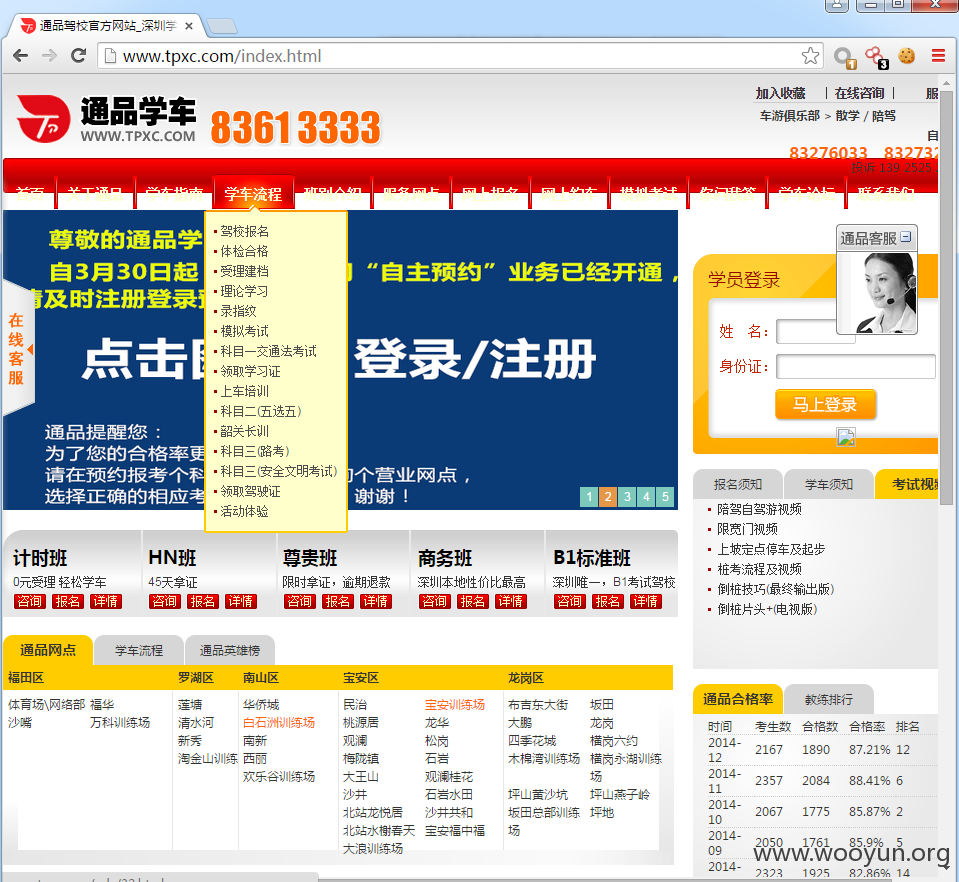 通品驾校官方网站_深圳学
www.tpxc.com/index.html
1
3
通品学车
WWW.TPXC.COM
8361 3333
加入收藏 | 在线咨询 | 服
车游俱乐部 > 散学 / 陪驾
自
83276033 832732
投诉 139 2525
首页 关于通品 学车指南 学车流程 班别介绍 服务网点 网上报名 网上约车 模拟考试 你问我答 学车论坛 联系我们
驾校报名
体检合格
受理建档
理论学习
录指纹
模拟考试
科目一交通法考试
领取学习证
上车培训
科目二(五选五)
韶关长训
科目三(路考)
科目三(安全文明考试)
领取驾驶证
活动体验
尊敬的通品学
自3月30日起 “自主预约”业务已经开通，
请及时注册登录
点击 登录/注册
通品提醒您：
为了您的合格率更
请在预约报考个科 个营业网点，
选择正确的相应考 谢谢！
1 2 3 4 5
在线客服
通品客服
学员登录
姓 名：
身份证：
马上登录
报名须知 学车须知 考试视频
陪驾自驾游视频
限宽门视频
上坡定点停车及起步
桩考流程及视频
倒桩技巧(最终输出版)
倒桩片头+(电视版)
计时班 HN班 尊贵班 商务班 B1标准班
0元受理 轻松学车 45天拿证 限时拿证，逾期退款 深圳本地性价比最高 深圳唯一，B1考试驾校
咨询 报名 详情 咨询 报名 详情 咨询 报名 详情 咨询 报名 详情 咨询 报名 详情
通品网点 学车流程 通品英雄榜
福田区 罗湖区 南山区 宝安区 龙岗区
体育场\网络部 福华 莲塘 华侨城 民治 宝安训练场 布吉东大街 坂田
沙嘴 万科训练场 清水河 白石洲训练场 桃源居 龙华 大鹏 龙岗
新秀 南新 观澜 松岗 四季花城 横岗六约
淘金山训练 西丽 梅陇镇 石岩 木棉湾训练场 横岗永湖训练场
欢乐谷训练场 大王山 观澜桂花
沙井 石岩水田 坪山黄沙坑 坪山燕子岭
北站龙悦居 沙井共和 坂田总部训练场 坪地
北站水榭春天 宝安福中福
大浪训练场
通品合格率 教练排行
时间 考生数 合格数 合格率 排名
2014-12 2167 1890 87.21% 12
2014-11 2357 2084 88.41% 6
2014-10 2067 1775 85.87% 2
2014-09 2050 1761 85.9% 5
2014- 2323 1925 82.86% 14
www.wooyun.org